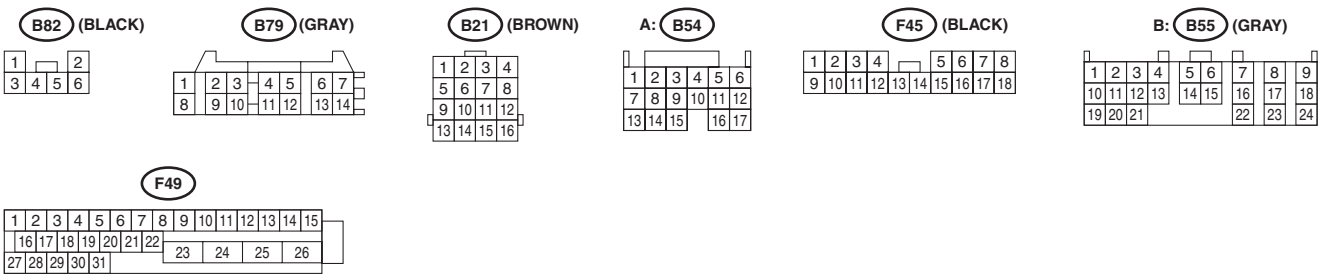 B82 (BLACK)
1 2
3 4 5 6
B79 (GRAY)
1 2 3 4 5 6 7
8 9 10 11 12 13 14
B21 (BROWN)
1 2 3 4
5 6 7 8
9 10 11 12
13 14 15 16
A: B54
1 2 3 4 5 6
7 8 9 10 11 12
13 14 15 16 17
F45 (BLACK)
1 2 3 4 5 6 7 8
9 10 11 12 13 14 15 16 17 18
B: B55 (GRAY)
1 2 3 4 5 6 7 8 9
10 11 12 13 14 15 16 17 18
19 20 21 22 23 24
F49
1 2 3 4 5 6 7 8 9 10 11 12 13 14 15
16 17 18 19 20 21 22 23 24 25 26
27 28 29 30 31